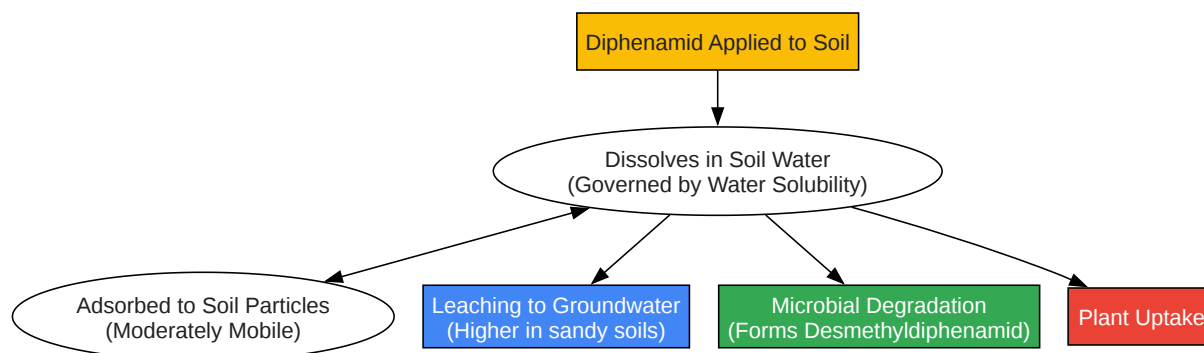 Diphenamid Applied to Soil
Dissolves in Soil Water
(Governed by Water Solubility)
Adsorbed to Soil Particles
(Moderately Mobile)
Leaching to Groundwater
(Higher in sandy soils)
Microbial Degradation
(Forms Desmethyldiphenamid)
Plant Uptake